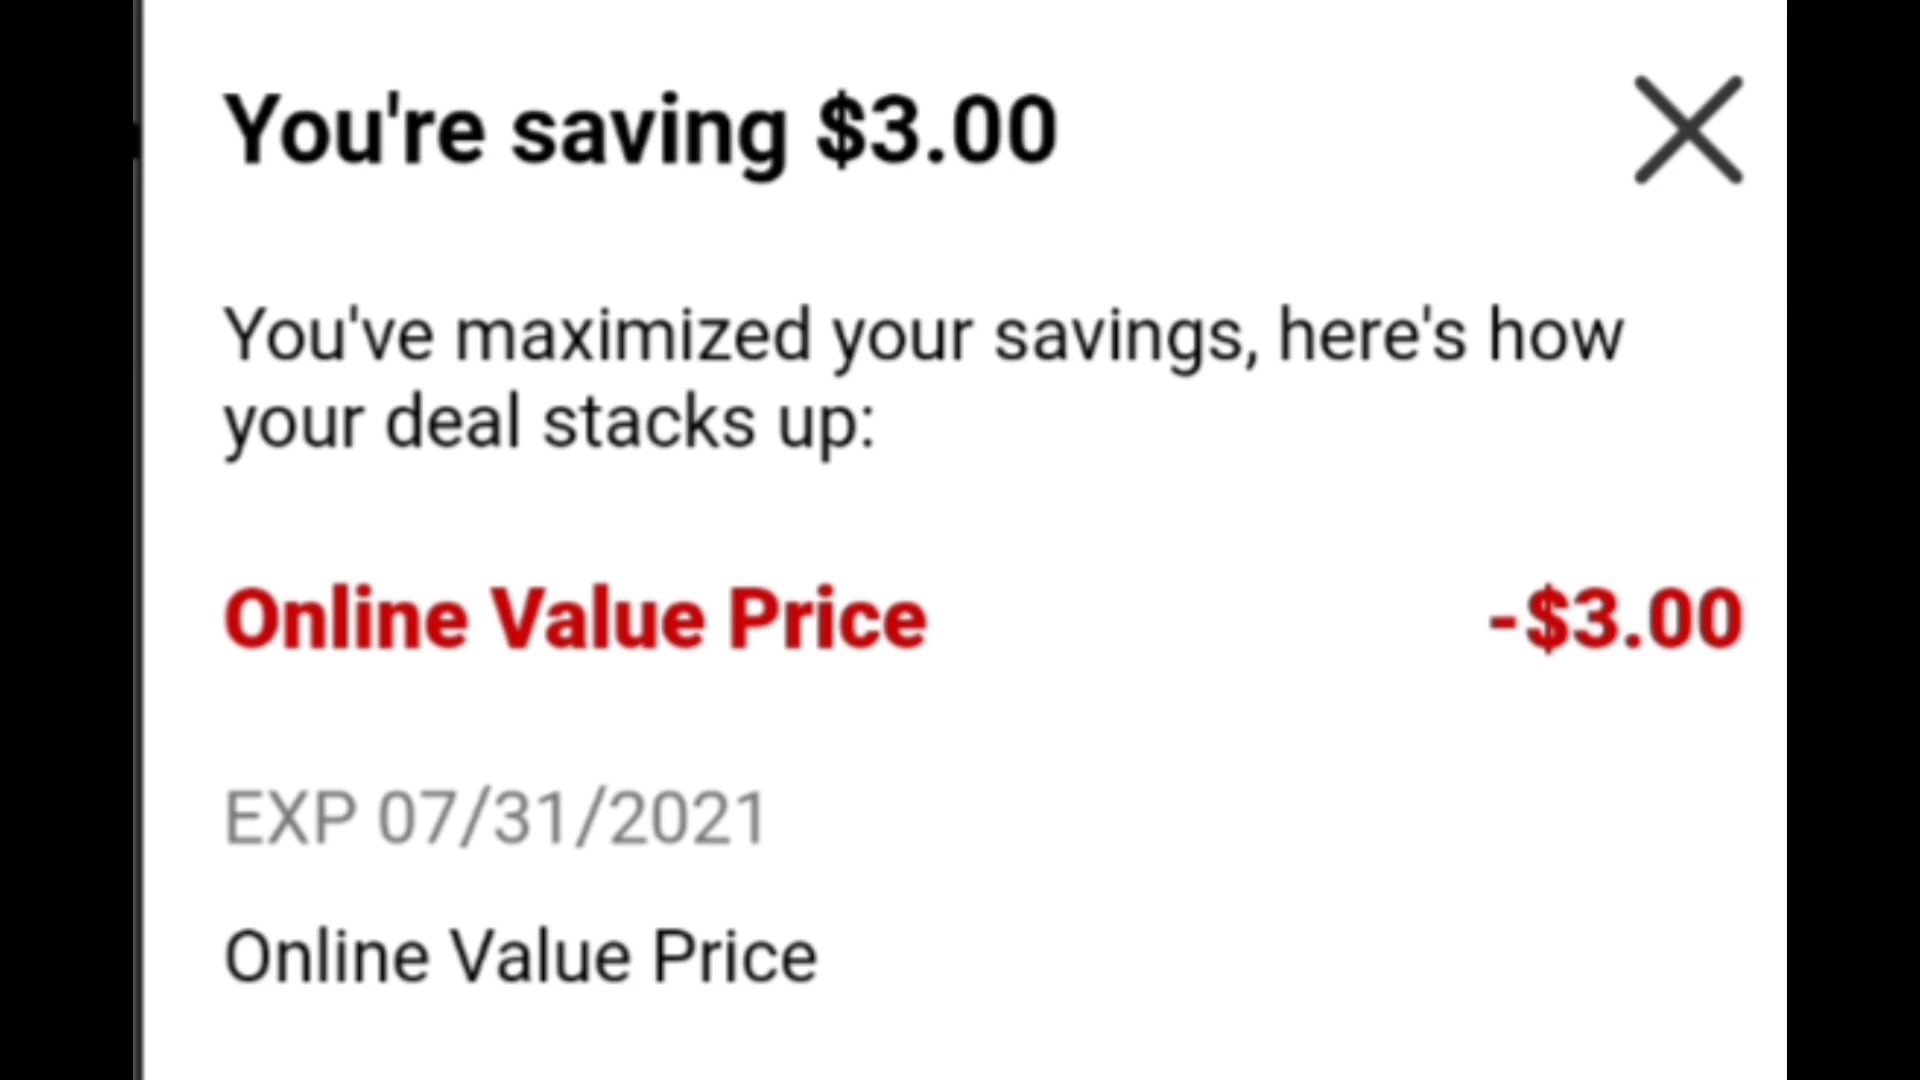 You're saving $3.00
You've maximized your savings, here's how
your deal stacks up:
Online Value Price -$3.00
EXP 07/31/2021
Online Value Price